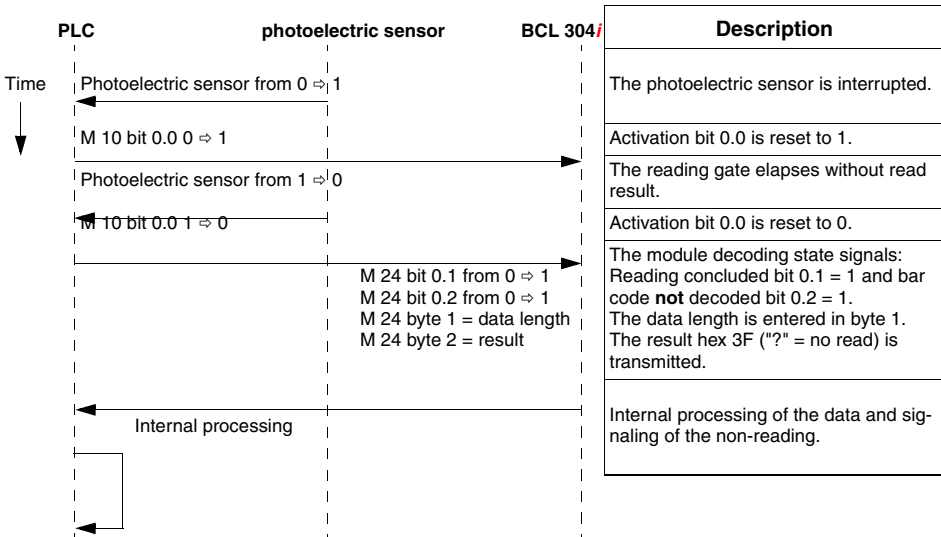 PLC photoelectric sensor BCL 304i Description
Time
Photoelectric sensor from 0 ⇨ 1
The photoelectric sensor is interrupted.
M 10 bit 0.0 0 ⇨ 1
Activation bit 0.0 is reset to 1.
Photoelectric sensor from 1 ⇨ 0
The reading gate elapses without read
result.
M 10 bit 0.0 1 ⇨ 0
Activation bit 0.0 is reset to 0.
M 24 bit 0.1 from 0 ⇨ 1
M 24 bit 0.2 from 0 ⇨ 1
M 24 byte 1 = data length
M 24 byte 2 = result
The module decoding state signals:
Reading concluded bit 0.1 = 1 and bar
code not decoded bit 0.2 = 1.
The data length is entered in byte 1.
The result hex 3F ("?" = no read) is
transmitted.
Internal processing
Internal processing of the data and sig-
naling of the non-reading.